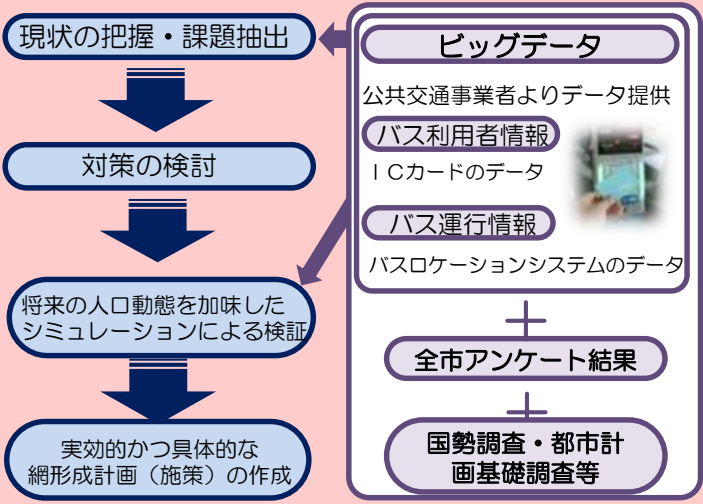 現状の把握・課題抽出
対策の検討
将来の人口動態を加味した
シミュレーションによる検証
実効的かつ具体的な
網形成計画（施策）の作成
ビッグデータ
公共交通事業者よりデータ提供
バス利用者情報
ＩＣカードのデータ
バス運行情報
バスロケーションシステムのデータ
＋
全市アンケート結果
＋
国勢調査・都市計
画基礎調査等